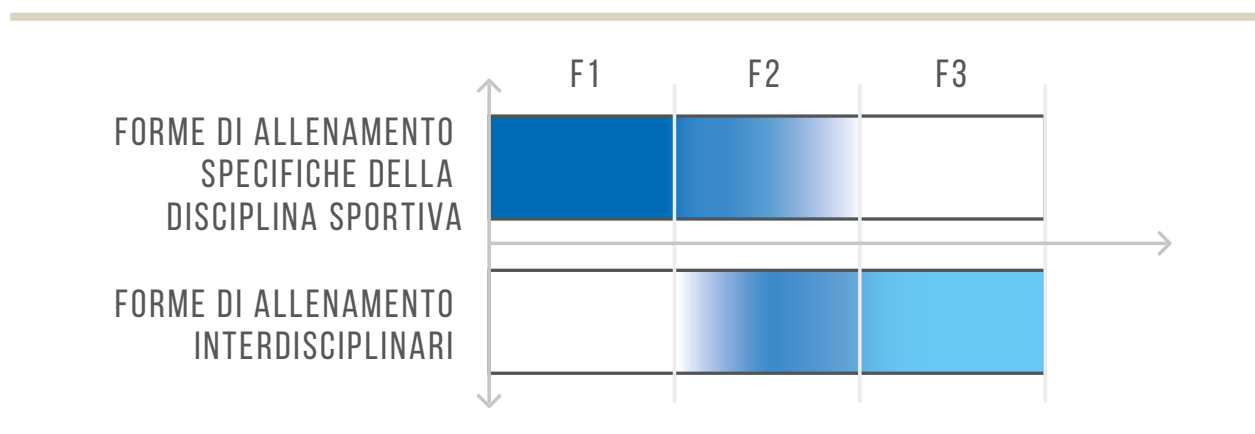 F1 F2 F3
FORME DI ALLENAMENTO
SPECIFICHE DELLA
DISCIPLINA SPORTIVA
FORME DI ALLENAMENTO
INTERDISCIPLINARI